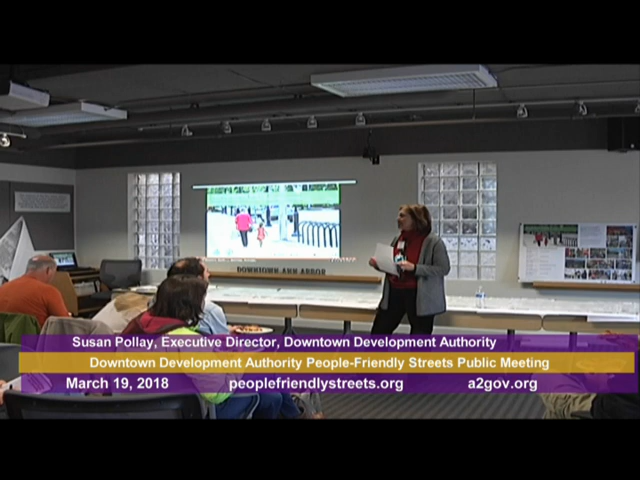 DOWNTOWN ANN ARBOR
Susan Pollay, Executive Director, Downtown Development Authority
Downtown Development Authority People-Friendly Streets Public Meeting
March 19, 2018 peoplefriendlystreets.org a2gov.org